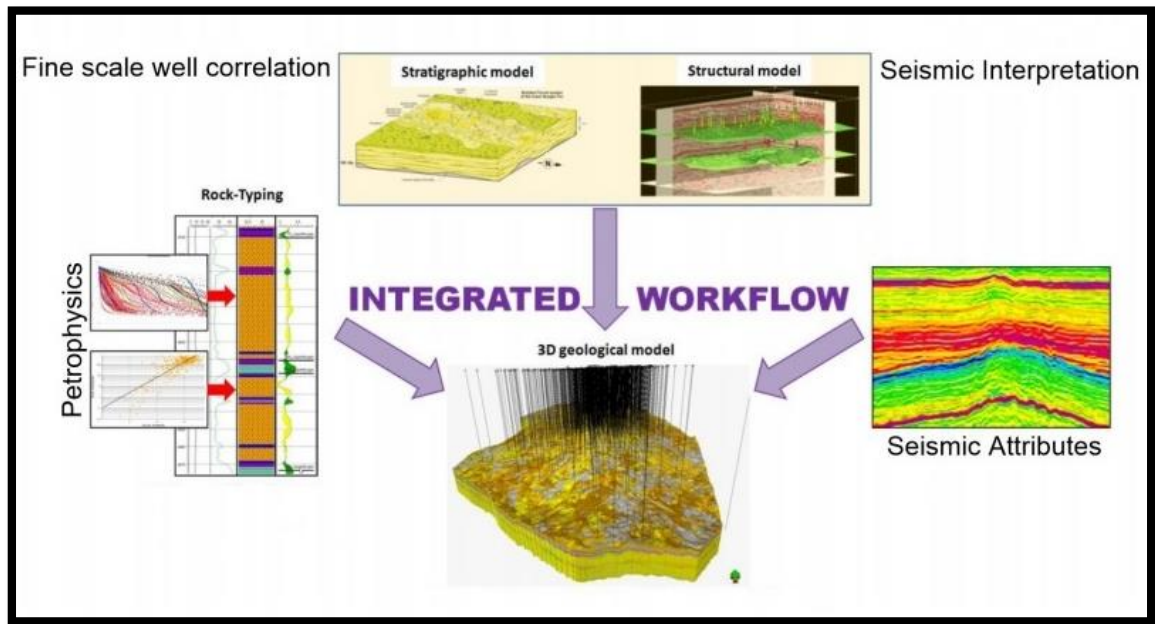 Fine scale well correlation
Stratigraphic model
Structural model
Seismic Interpretation
N
Rock-Typing
Petrophysics
INTEGRATED WORKFLOW
3D geological model
Seismic Attributes